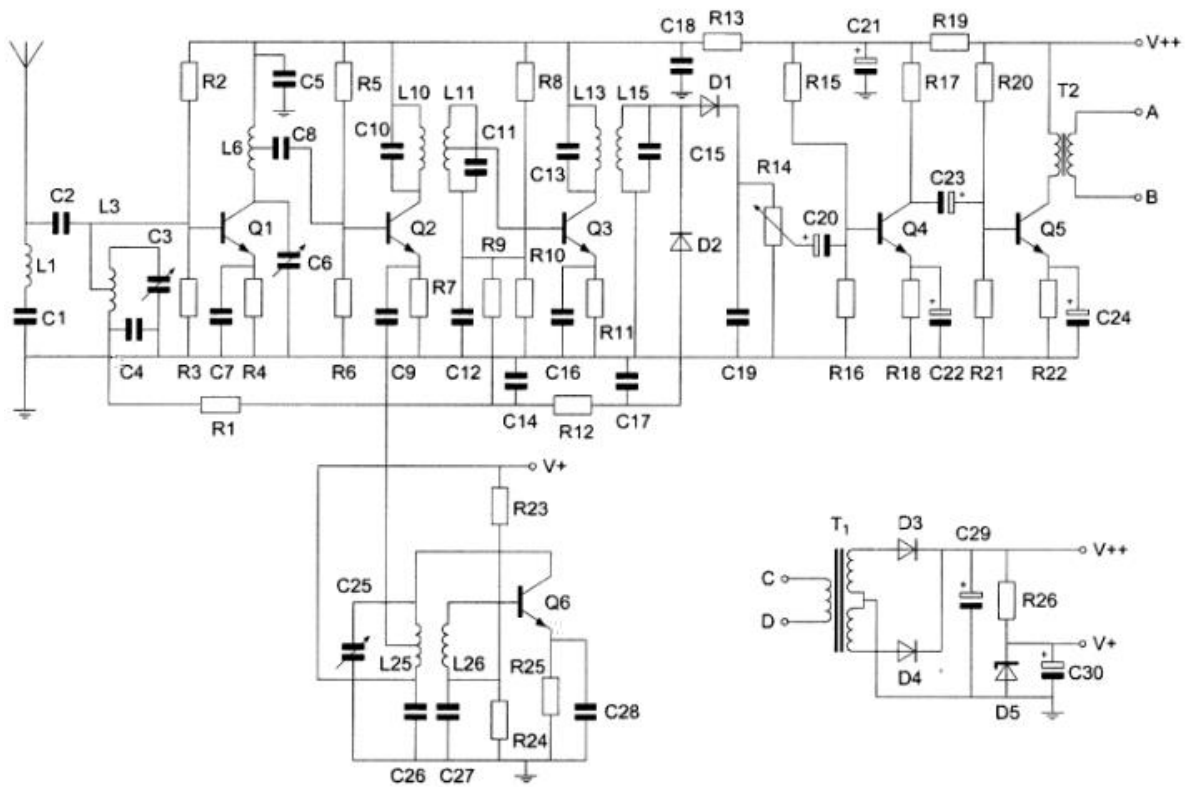 C18 R13 C21 R19
V++
R2 C5 R5 L10 L11 R8 L13 L15 D1 R15 R17 R20 T2
L6 C8 C10 C11 C13 C15 A
R14
C2 L3 C3 Q1 Q2 Q3 D2 C20 Q4 C23 Q5 B
L1 C6 R9 R10
R7
C1 R11 C24
C4 R3 C7 R4 R6 C9 C12 C16 C19 R16 R18 C22 R21 R22
R1 C14 R12 C17
V+
R23
T1 D3 C29 V++
C25 Q6 C D R26
V+
L25 L26 R25 D4 C30
C28 D5
R24
C26 C27
+
+
+
+
+
+
+